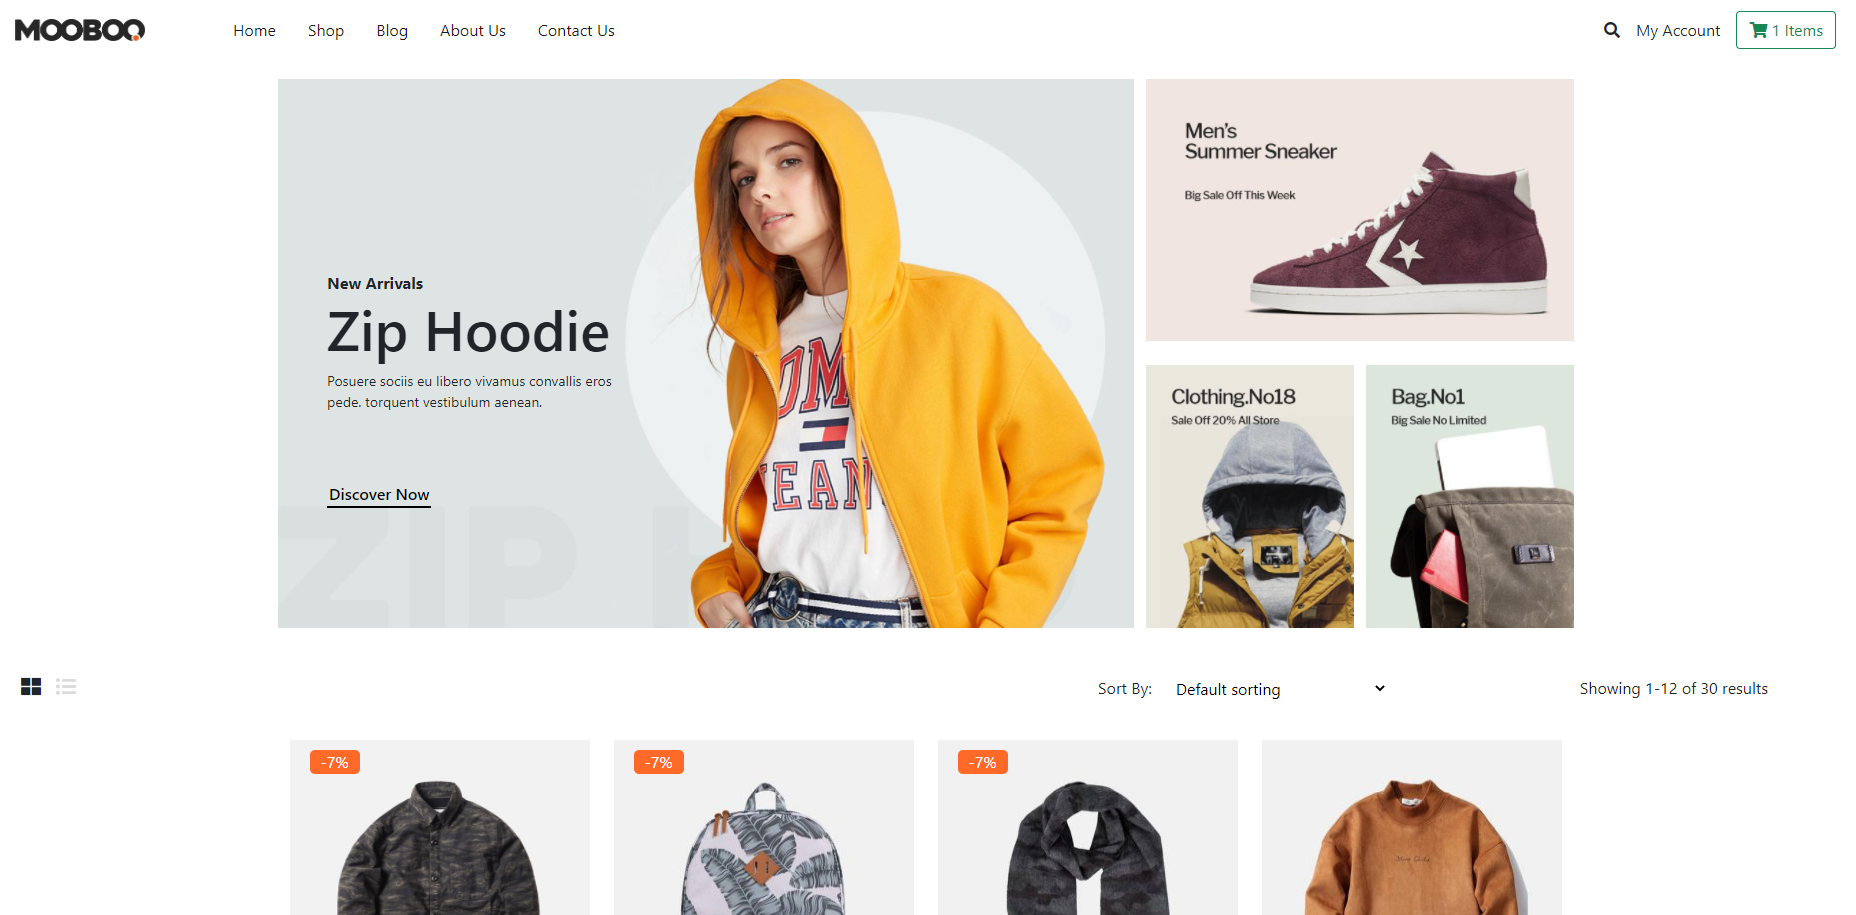 MOOBOO
Home
Shop
Blog
About Us
Contact Us
My Account
1 Items
New Arrivals
Zip Hoodie
Posuere sociis eu libero vivamus convallis eros
pede. torquent vestibulum aenean.
Discover Now
ZIP H
Men's
Summer Sneaker
Big Sale Off This Week
Clothing.No18
Sale Off 20% All Store
Bag.No1
Big Sale No Limited
Sort By:
Default sorting
Showing 1-12 of 30 results
-7%
-7%
-7%